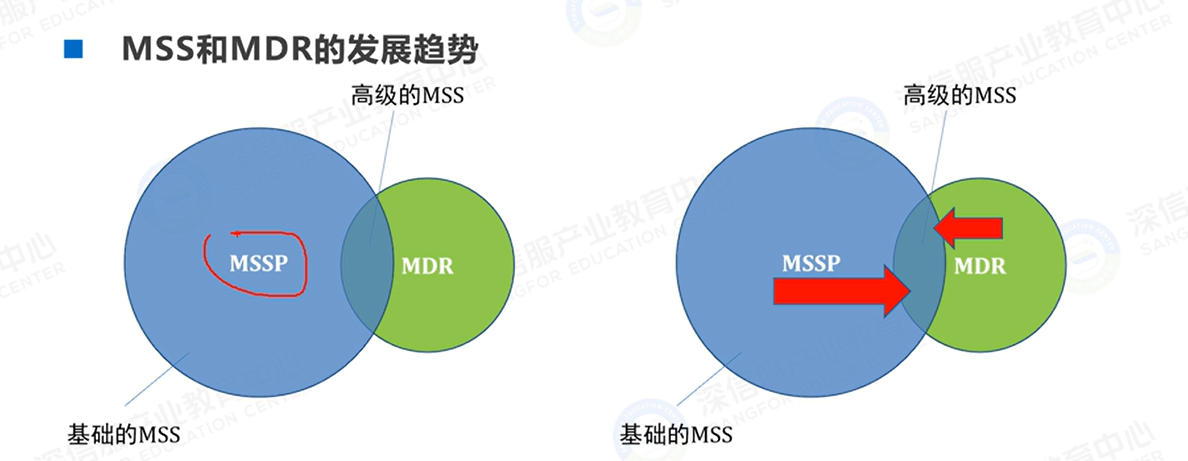 MSS和MDR的发展趋势
高级的MSS
MSSP
MDR
基础的MSS
高级的MSS
MSSP
MDR
基础的MSS
深信服产业教育中心
SANGFOR EDUCATION CENTER